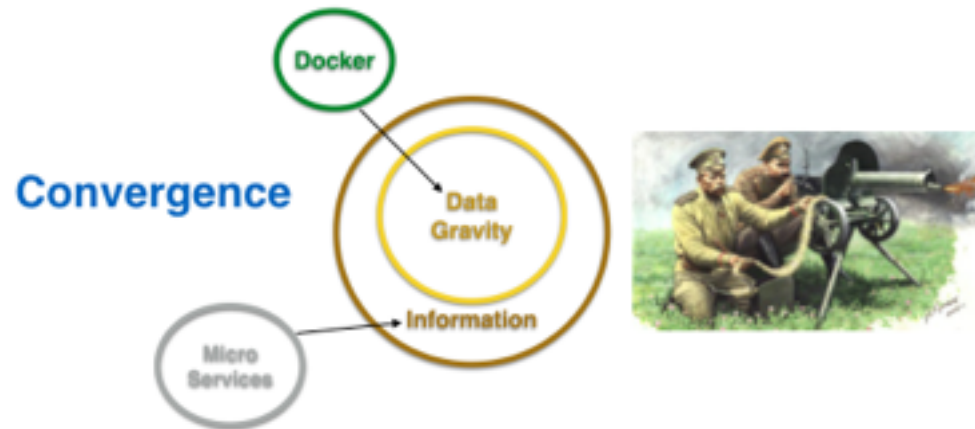 Docker
Convergence
Data
Gravity
Information
Micro
Services